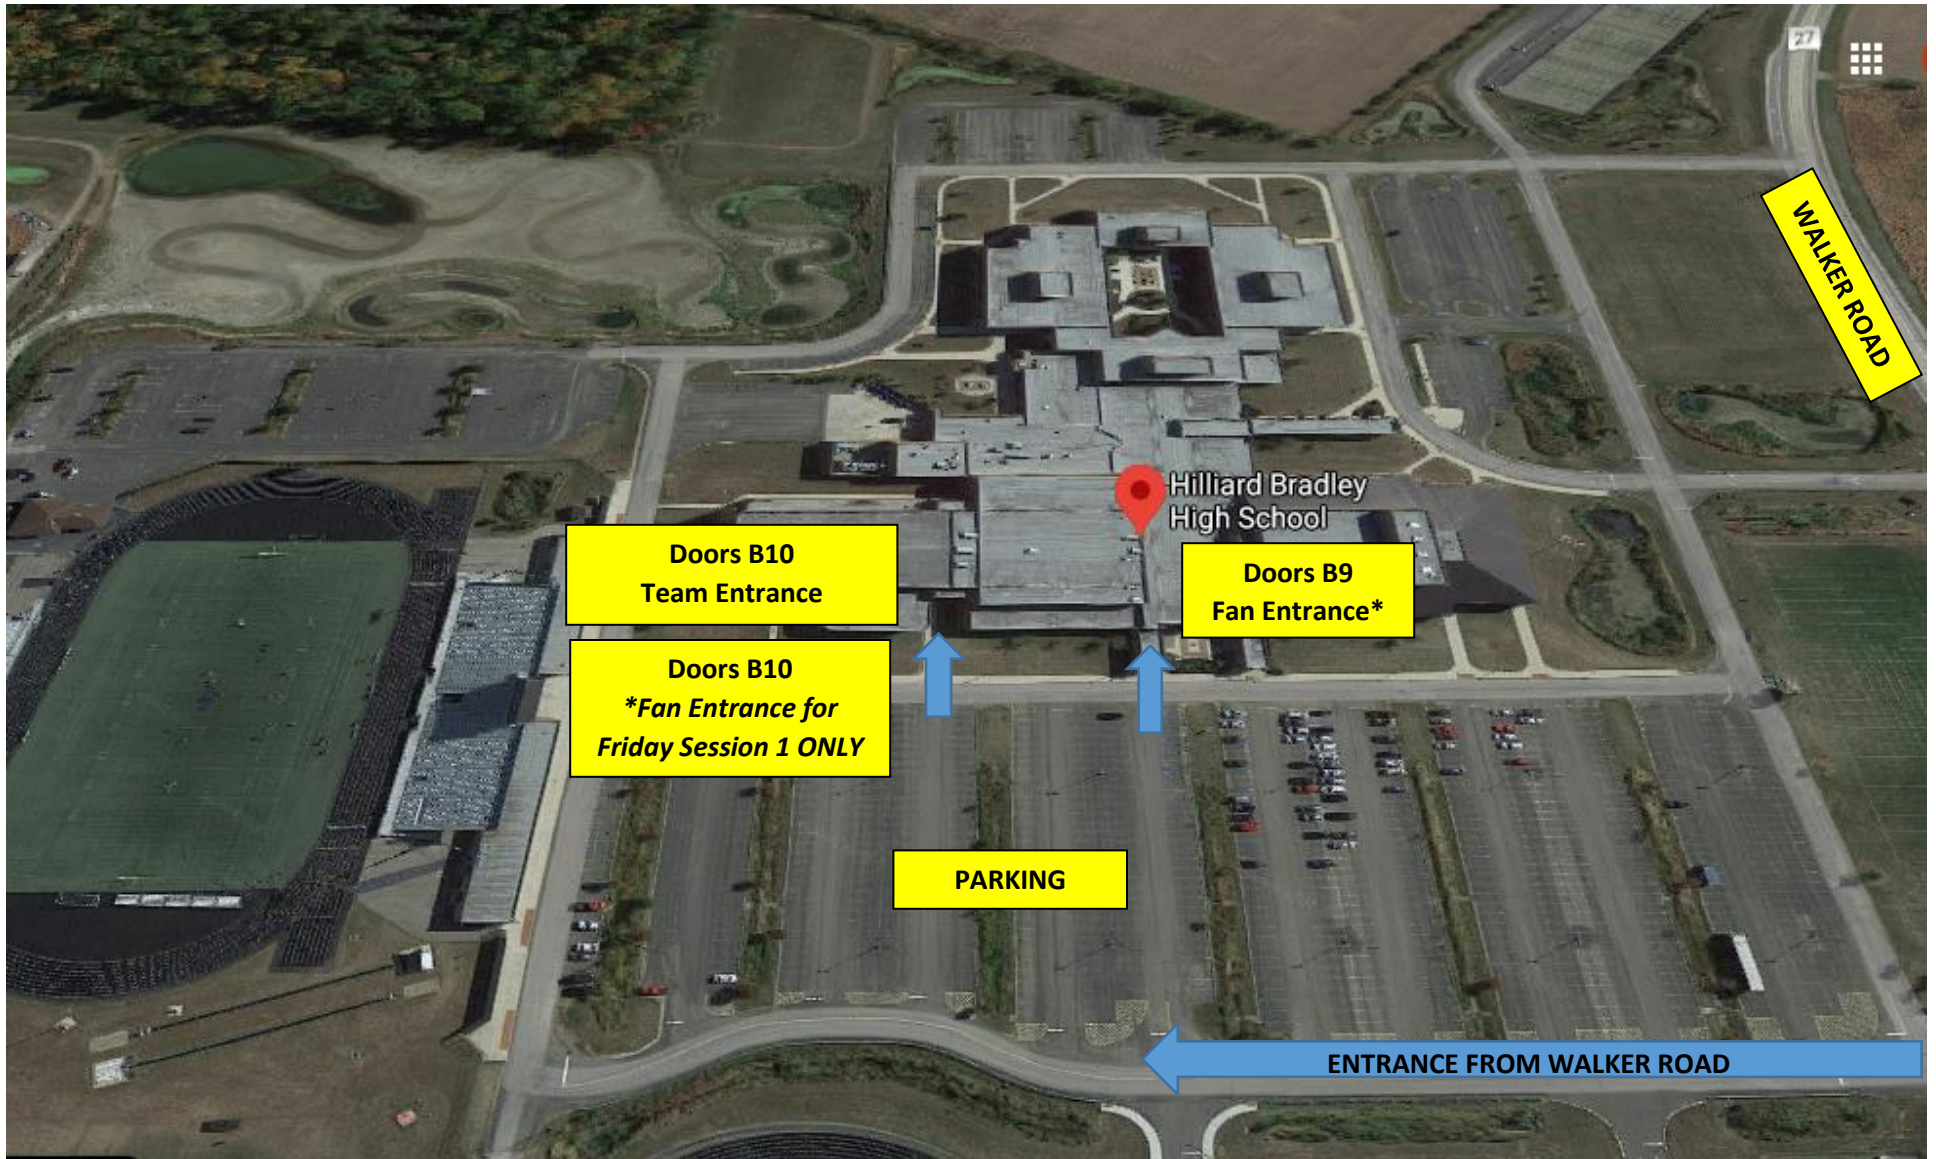 27
WALKER ROAD
Hilliard Bradley
High School
Doors B10
Team Entrance
Doors B9
Fan Entrance*
Doors B10
*Fan Entrance for
Friday Session 1 ONLY
PARKING
ENTRANCE FROM WALKER ROAD